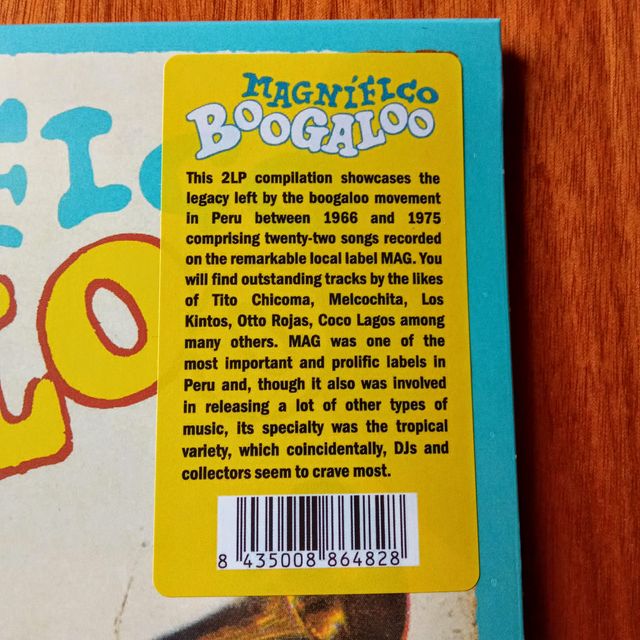 MAGNÍFICO
BOOGALOO
This 2LP compilation showcases the
legacy left by the boogaloo movement
in Peru between 1966 and 1975
comprising twenty-two songs recorded
on the remarkable local label MAG. You
will find outstanding tracks by the likes
of Tito Chicoma, Melcochita, Los
Kintos, Otto Rojas, Coco Lagos among
many others. MAG was one of the
most important and prolific labels in
Peru and, though it also was involved
in releasing a lot of other types of
music, its specialty was the tropical
variety, which coincidentally, DJs and
collectors seem to crave most.
8 435008 864828